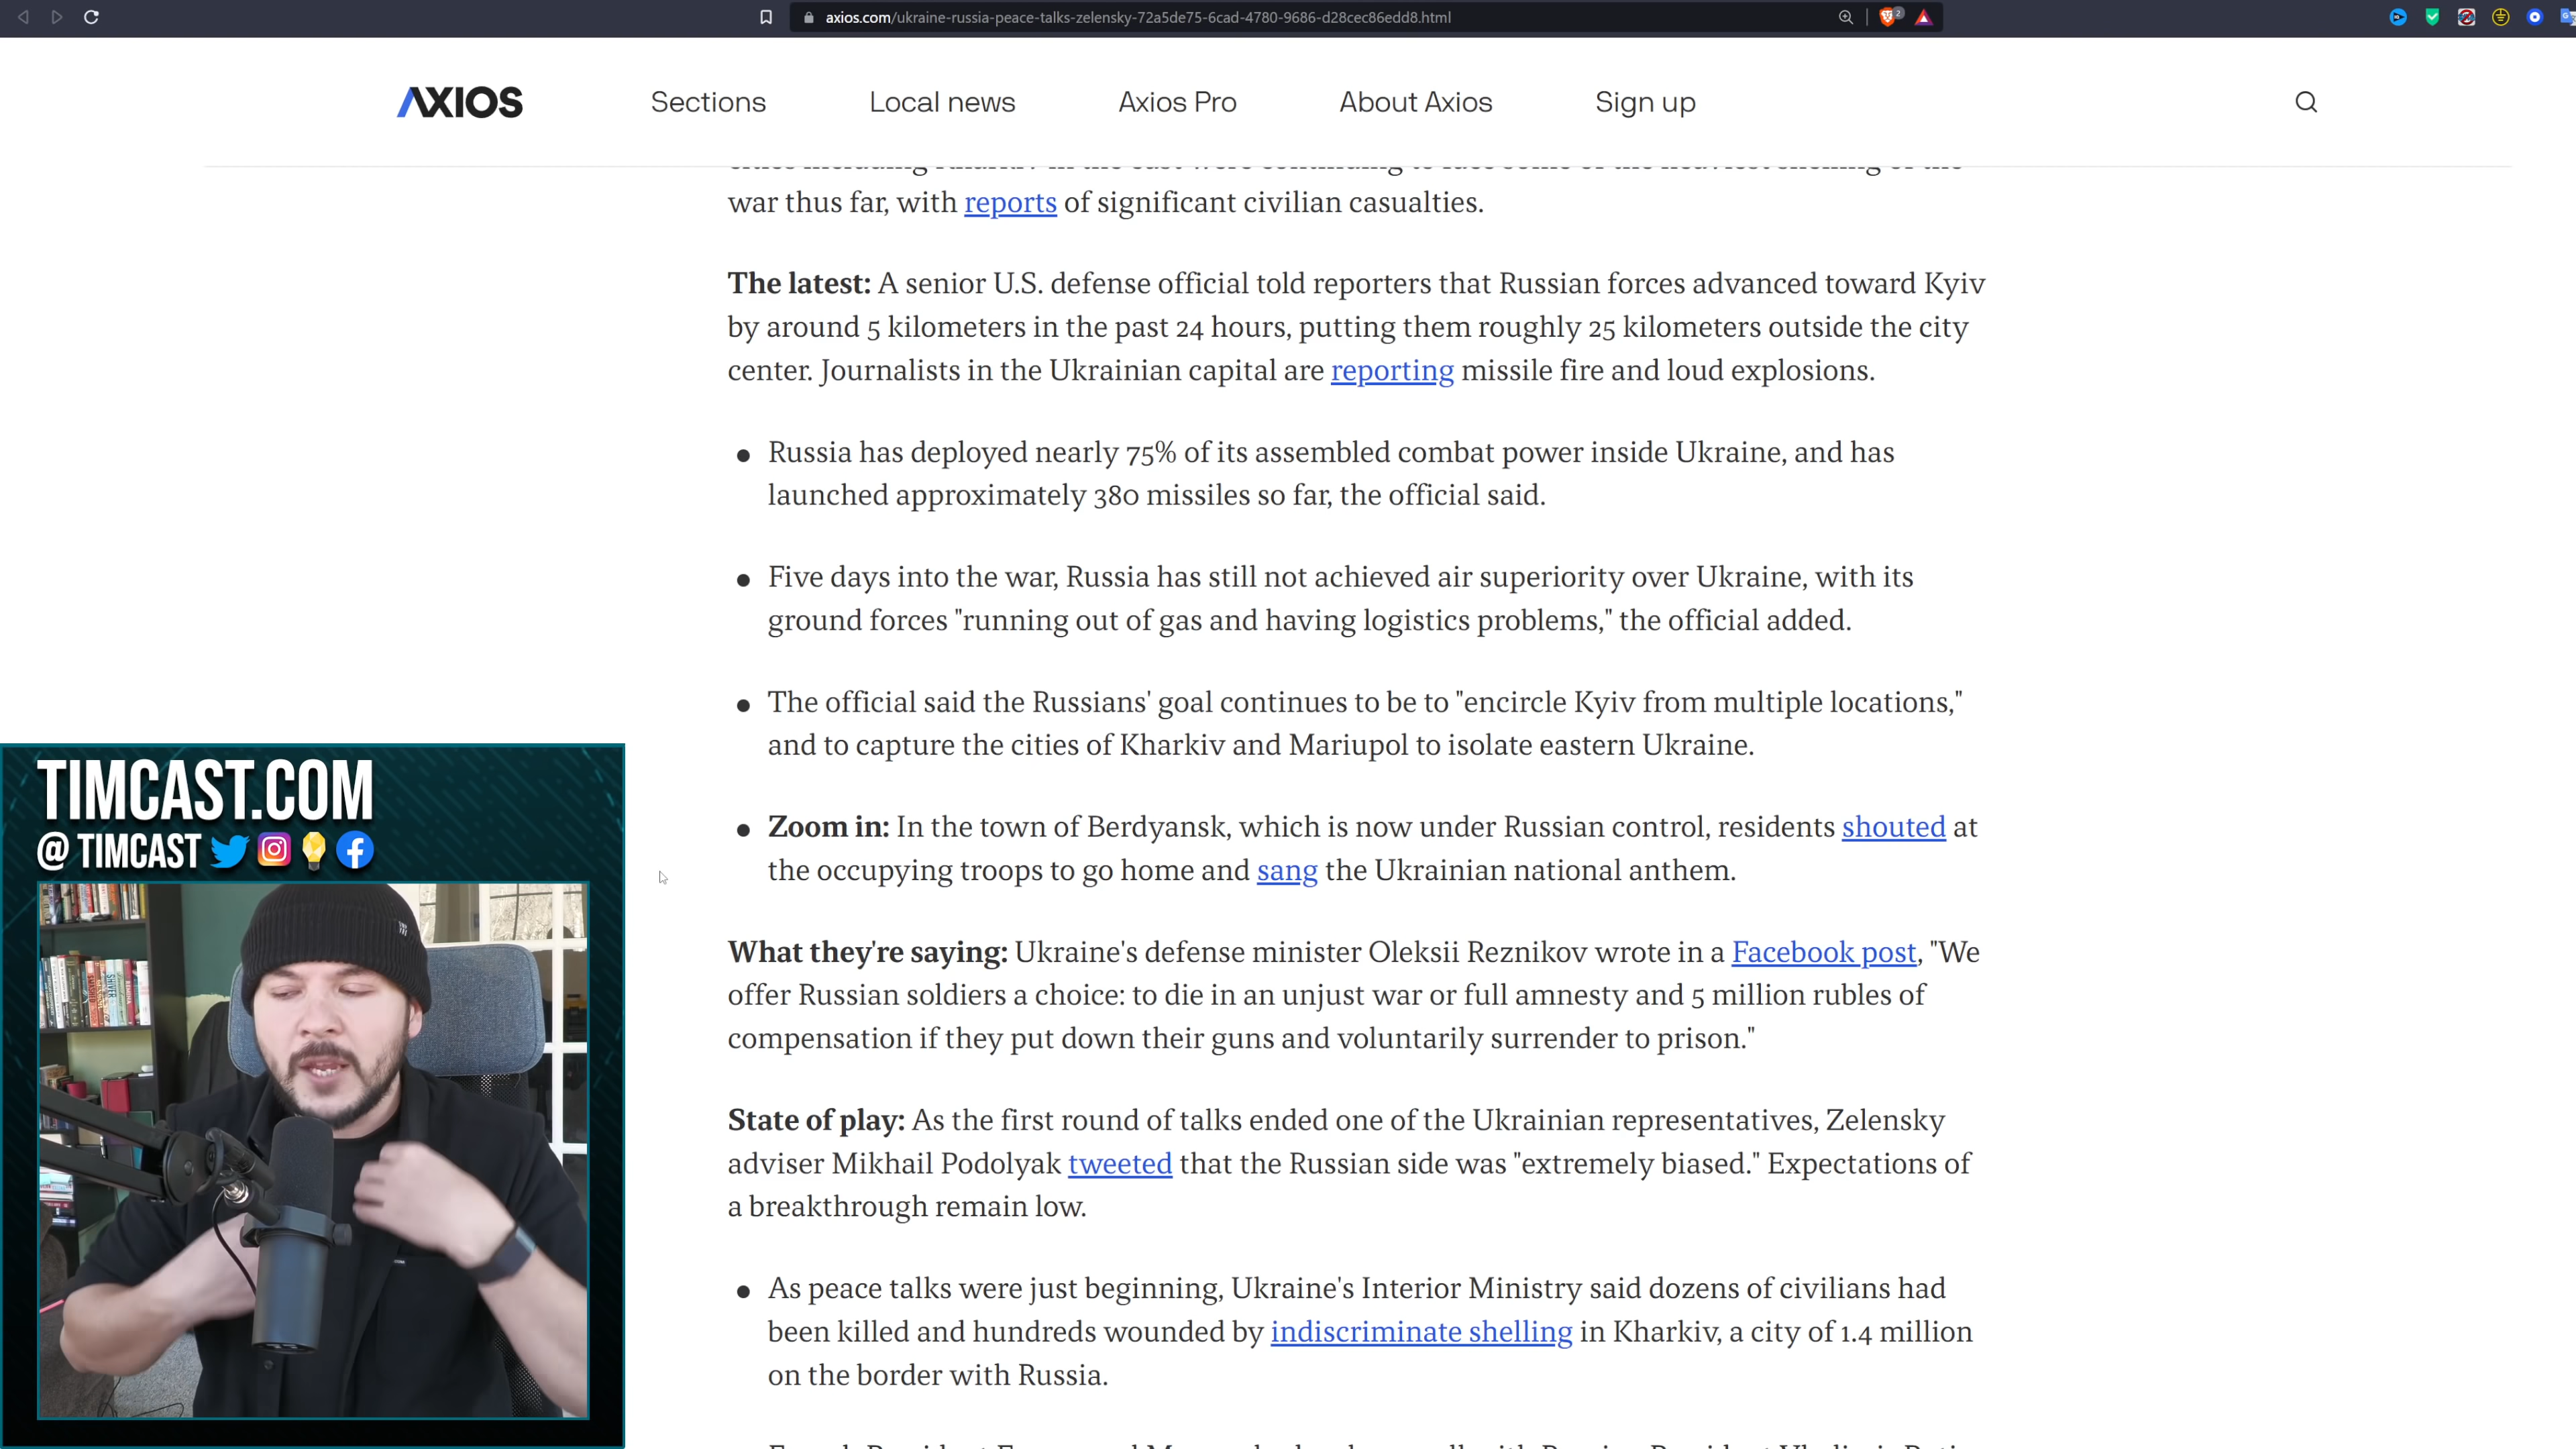 axios.com/ukraine-russia-peace-talks-zelensky-72a5de75-6cad-4780-9686-d28cec86edd8.html
2
AXIOS
Sections
Local news
Axios Pro
About Axios
Sign up
war thus far, with reports of significant civilian casualties.
The latest: A senior U.S. defense official told reporters that Russian forces advanced toward Kyiv
by around 5 kilometers in the past 24 hours, putting them roughly 25 kilometers outside the city
center. Journalists in the Ukrainian capital are reporting missile fire and loud explosions.
● Russia has deployed nearly 75% of its assembled combat power inside Ukraine, and has
launched approximately 380 missiles so far, the official said.
● Five days into the war, Russia has still not achieved air superiority over Ukraine, with its
ground forces "running out of gas and having logistics problems," the official added.
● The official said the Russians' goal continues to be to "encircle Kyiv from multiple locations,"
and to capture the cities of Kharkiv and Mariupol to isolate eastern Ukraine.
● Zoom in: In the town of Berdyansk, which is now under Russian control, residents shouted at
the occupying troops to go home and sang the Ukrainian national anthem.
What they're saying: Ukraine's defense minister Oleksii Reznikov wrote in a Facebook post, "We
offer Russian soldiers a choice: to die in an unjust war or full amnesty and 5 million rubles of
compensation if they put down their guns and voluntarily surrender to prison."
State of play: As the first round of talks ended one of the Ukrainian representatives, Zelensky
adviser Mikhail Podolyak tweeted that the Russian side was "extremely biased." Expectations of
a breakthrough remain low.
● As peace talks were just beginning, Ukraine's Interior Ministry said dozens of civilians had
been killed and hundreds wounded by indiscriminate shelling in Kharkiv, a city of 1.4 million
on the border with Russia.
TIMCAST.COM
@ TIMCAST